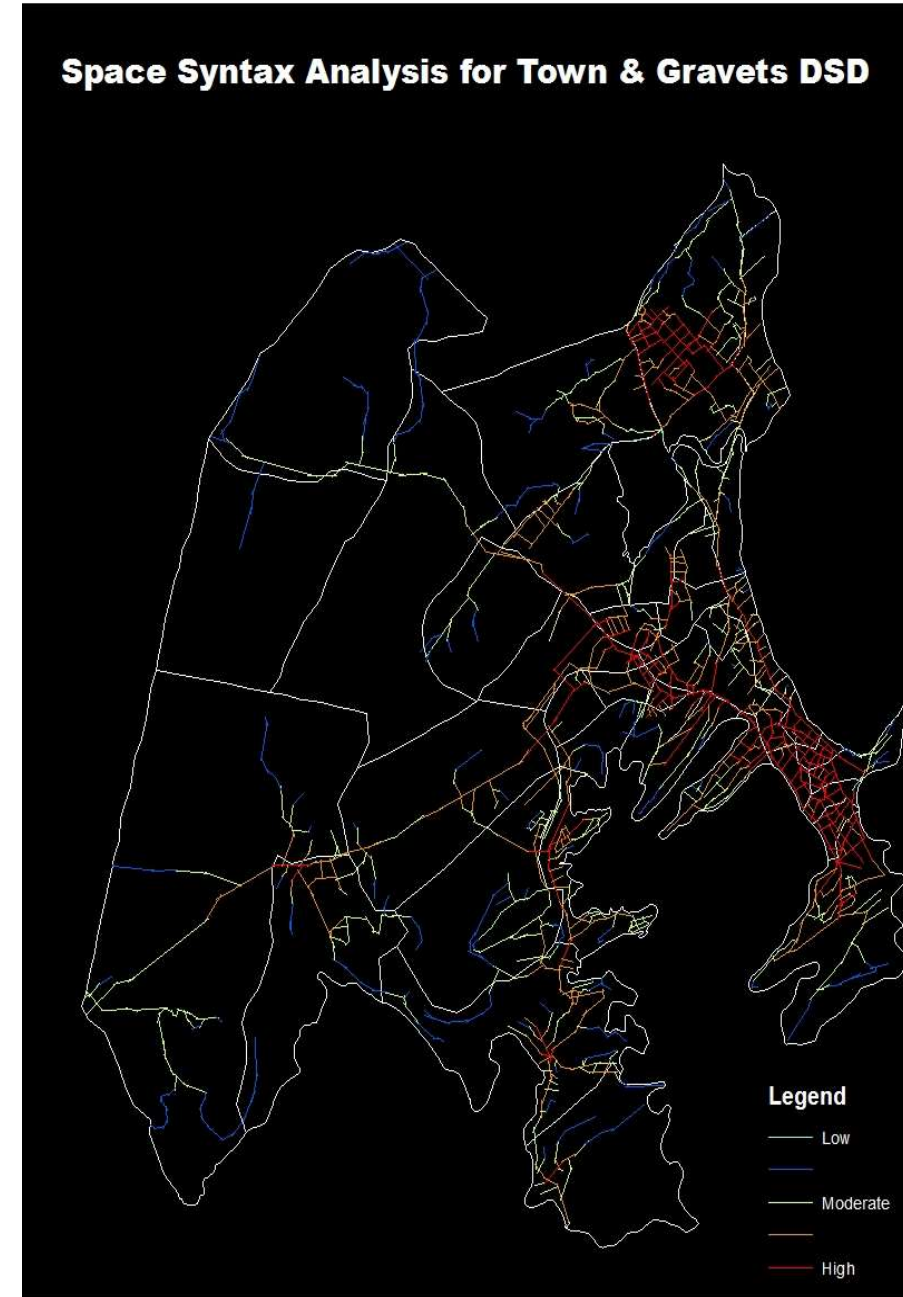 Space Syntax Analysis for Town & Gravets DSD
Legend
Low
Moderate
High